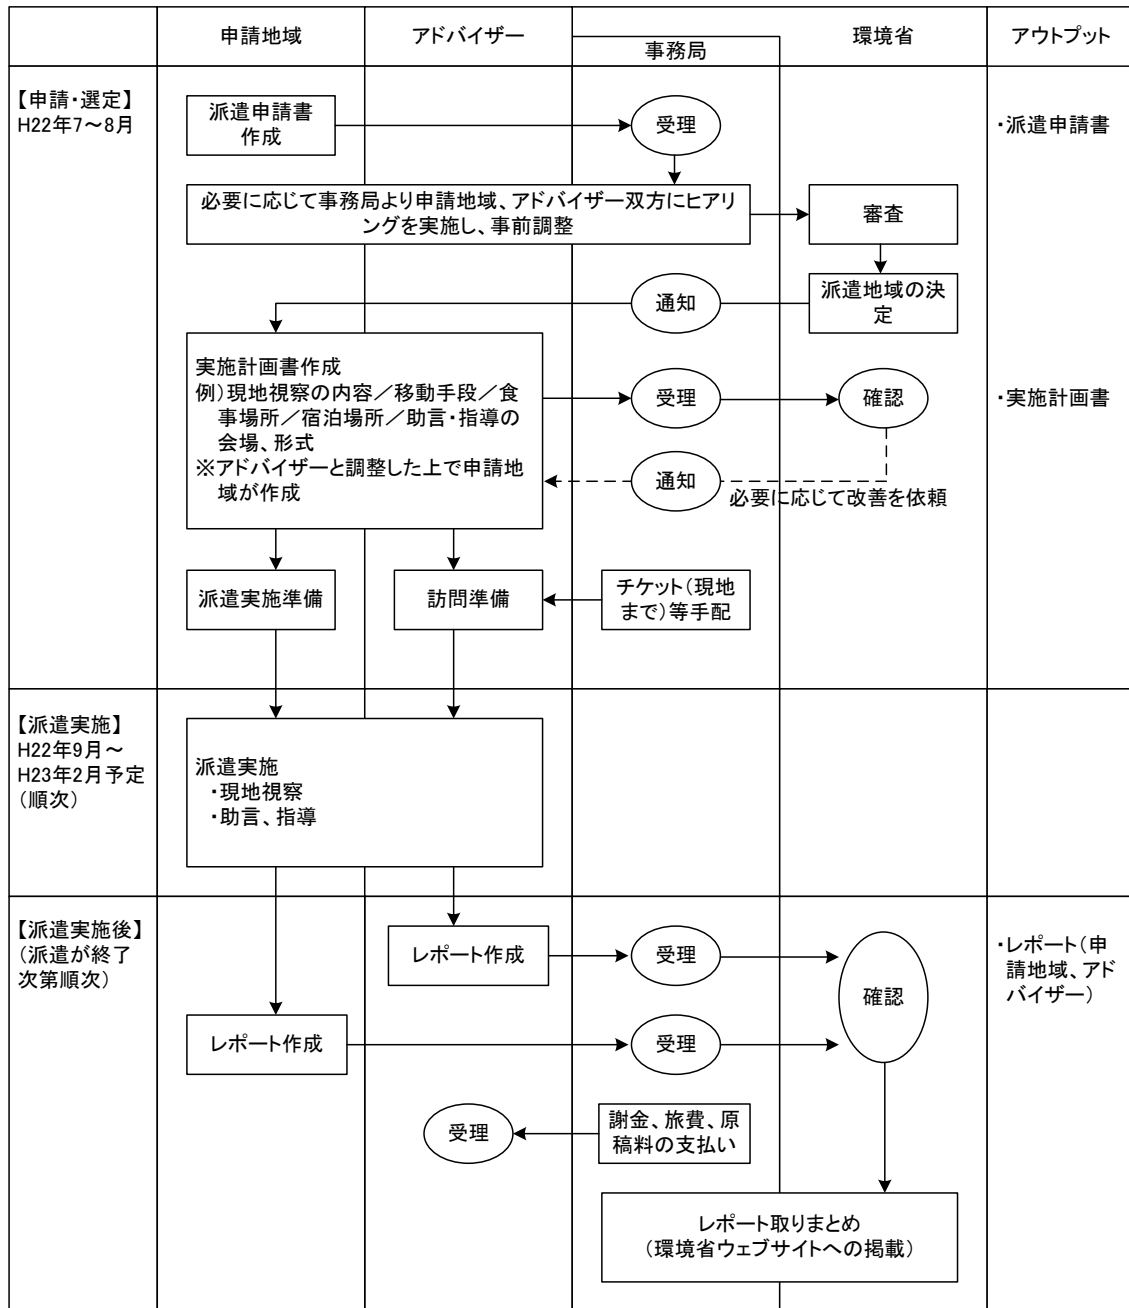 申請地域
アドバイザー
事務局
環境省
アウトプット
【申請・選定】
H22年7～8月
派遣申請書
作成
受理
・派遣申請書
必要に応じて事務局より申請地域、アドバイザー双方にヒアリ
ングを実施し、事前調整
審査
通知
派遣地域の決
定
実施計画書作成
例）現地視察の内容／移動手段／食
事場所／宿泊場所／助言・指導の
会場、形式
※アドバイザーと調整した上で申請地
域が作成
受理
確認
・実施計画書
通知
必要に応じて改善を依頼
派遣実施準備
訪問準備
チケット（現地
まで）等手配
【派遣実施】
H22年9月～
H23年2月予定
（順次）
派遣実施
・現地視察
・助言、指導
【派遣実施後】
（派遣が終了
次第順次）
レポート作成
受理
確認
・レポート（申
請地域、アド
バイザー）
レポート作成
受理
受理
謝金、旅費、原
稿料の支払い
レポート取りまとめ
（環境省ウェブサイトへの掲載）